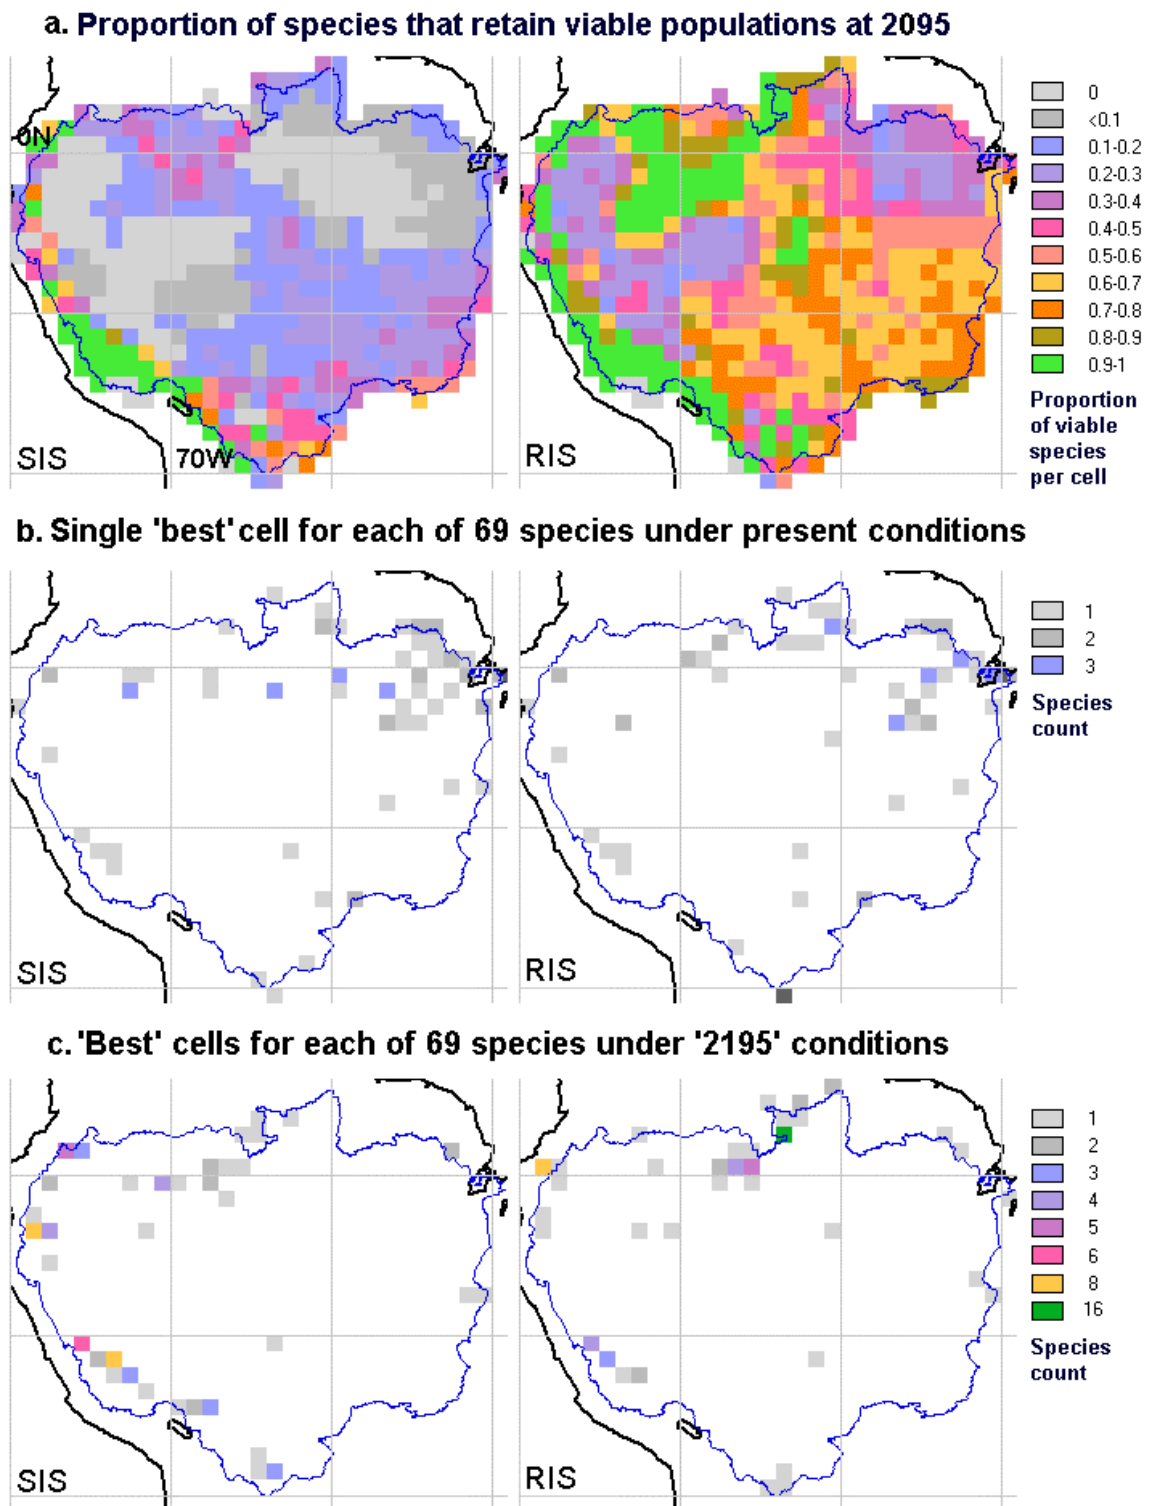 a. Proportion of species that retain viable populations at 2095
0N
SIS
70W
RIS
0
<0.1
0.1-0.2
0.2-0.3
0.3-0.4
0.4-0.5
0.5-0.6
0.6-0.7
0.7-0.8
0.8-0.9
0.9-1
Proportion
of viable
species
per cell
b. Single 'best' cell for each of 69 species under present conditions
SIS
RIS
1
2
3
Species
count
c. 'Best' cells for each of 69 species under '2195' conditions
SIS
RIS
1
2
3
4
5
6
8
16
Species
count